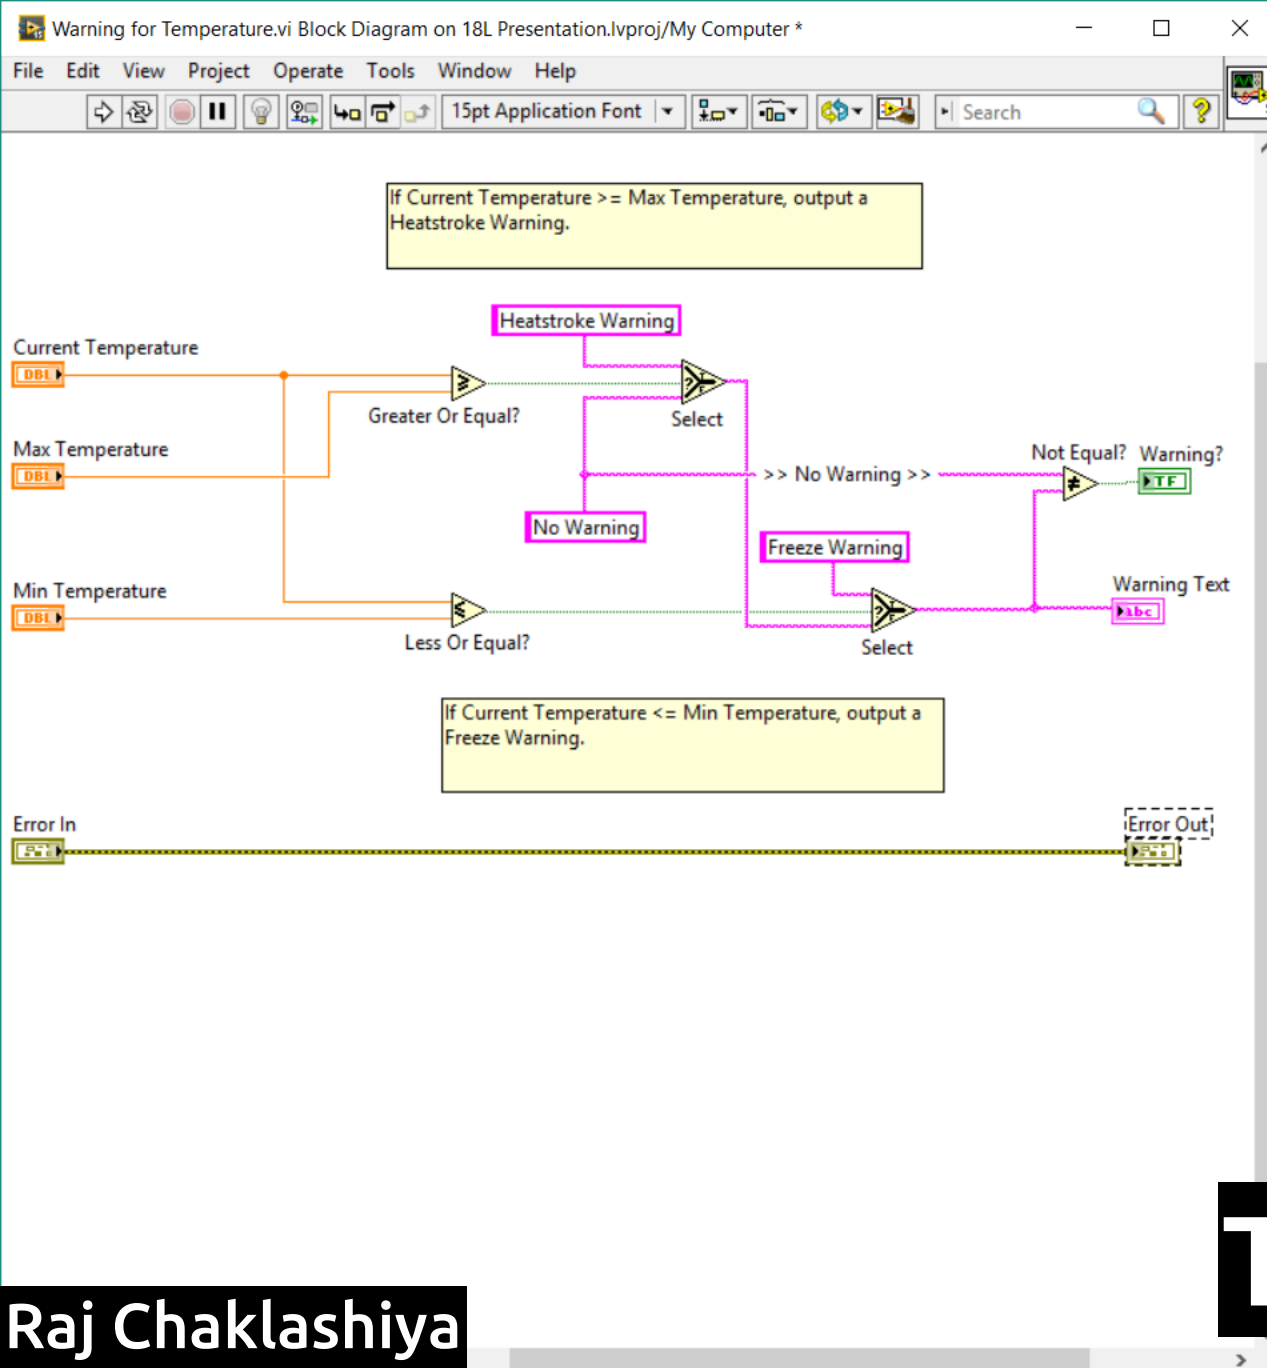 Warning for Temperature.vi Block Diagram on 18L Presentation.lvproj/My Computer *
File Edit View Project Operate Tools Window Help
15pt Application Font
Search
If Current Temperature >= Max Temperature, output a
Heatstroke Warning.
Heatstroke Warning
Current Temperature
DBL
Greater Or Equal?
Select
Max Temperature
DBL
>> No Warning >>
Not Equal?
Warning?
TF
No Warning
Freeze Warning
Min Temperature
DBL
Less Or Equal?
Select
Warning Text
abc
If Current Temperature <= Min Temperature, output a
Freeze Warning.
Error In
Error Out
Raj Chaklashiya